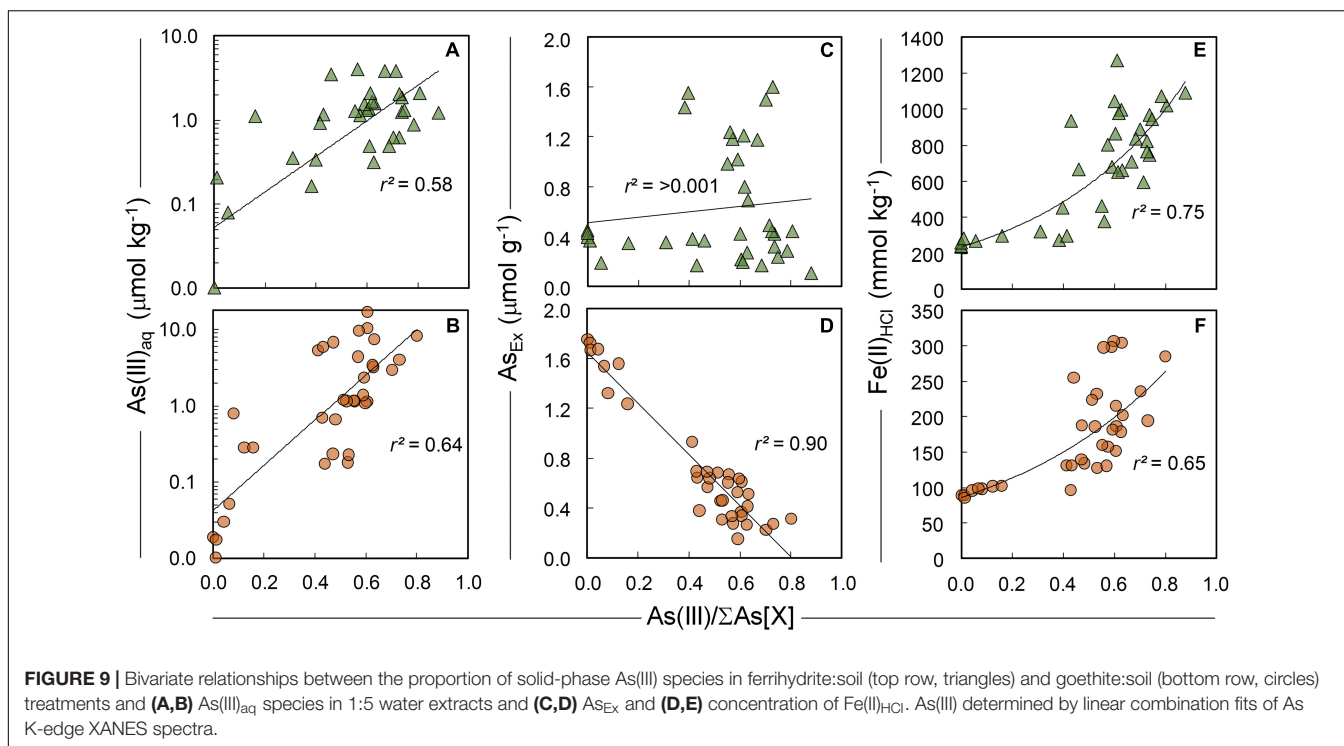 A
C
E
10.0
1.0
0.1
0.0
2.0
1.6
1.2
0.8
0.4
0.0
1400
1200
1000
800
600
400
200
0
r² = 0.58
r² = >0.001
r² = 0.75
As(III)aq (μmol kg⁻¹)
AsEx (μmol g⁻¹)
Fe(II)HCl (mmol kg⁻¹)
B
D
F
10.0
1.0
0.1
0.0
2.0
1.6
1.2
0.8
0.4
0.0
350
300
250
200
150
100
50
0
r² = 0.64
r² = 0.90
r² = 0.65
0.0 0.2 0.4 0.6 0.8 1.0
0.0 0.2 0.4 0.6 0.8 1.0
0.0 0.2 0.4 0.6 0.8 1.0
As(III)/ΣAs[X]
FIGURE 9 | Bivariate relationships between the proportion of solid-phase As(III) species in ferrihydrite:soil (top row, triangles) and goethite:soil (bottom row, circles)
treatments and (A,B) As(III)aq species in 1:5 water extracts and (C,D) AsEx and (D,E) concentration of Fe(II)HCl. As(III) determined by linear combination fits of As
K-edge XANES spectra.